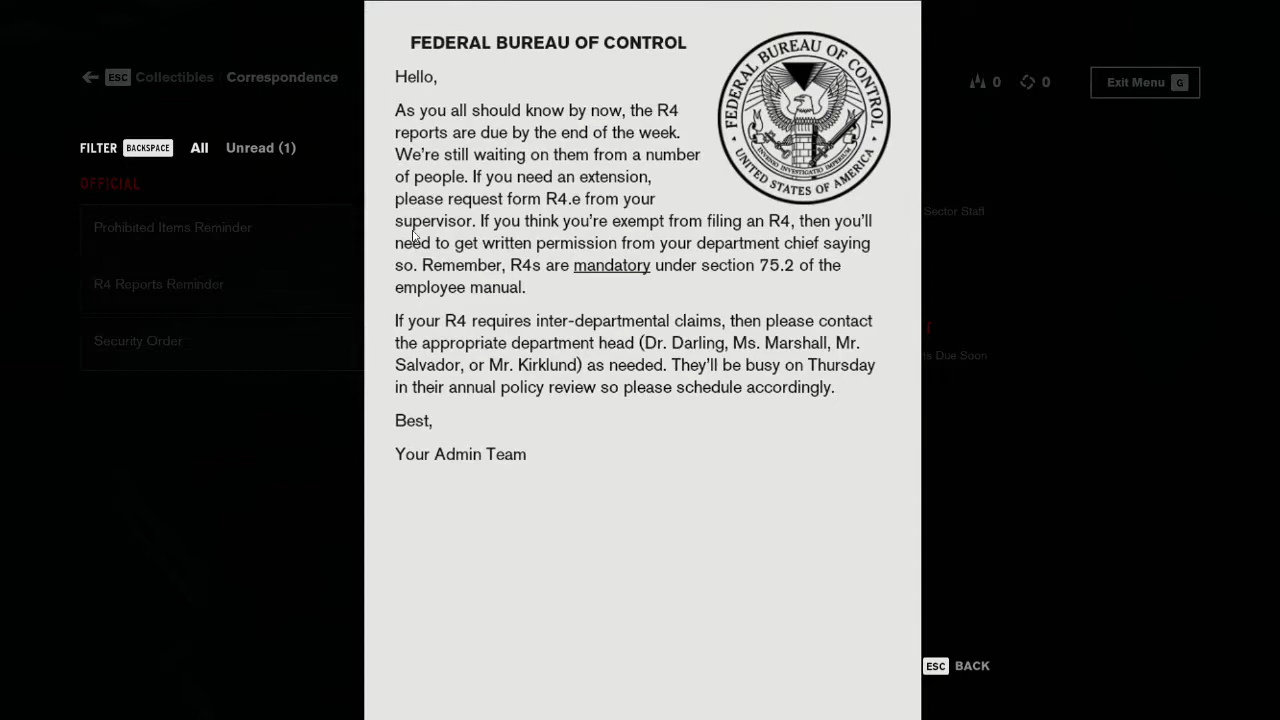 FEDERAL BUREAU OF CONTROL
FEDERAL BUREAU OF CONTROL
INVENIO INVESTIGATIO IMPERIUM
UNITED STATES OF AMERICA
Hello,
As you all should know by now, the R4
reports are due by the end of the week.
We're still waiting on them from a number
of people. If you need an extension,
please request form R4.e from your
supervisor. If you think you're exempt from filing an R4, then you'll
need to get written permission from your department chief saying
so. Remember, R4s are mandatory under section 75.2 of the
employee manual.
If your R4 requires inter-departmental claims, then please contact
the appropriate department head (Dr. Darling, Ms. Marshall, Mr.
Salvador, or Mr. Kirklund) as needed. They'll be busy on Thursday
in their annual policy review so please schedule accordingly.
Best,
Your Admin Team
ESC Collectibles / Correspondence
FILTER BACKSPACE All Unread (1)
OFFICIAL
Prohibited Items Reminder
R4 Reports Reminder
Security Order
0 0
Exit Menu G
Sector Staff
s Due Soon
ESC BACK